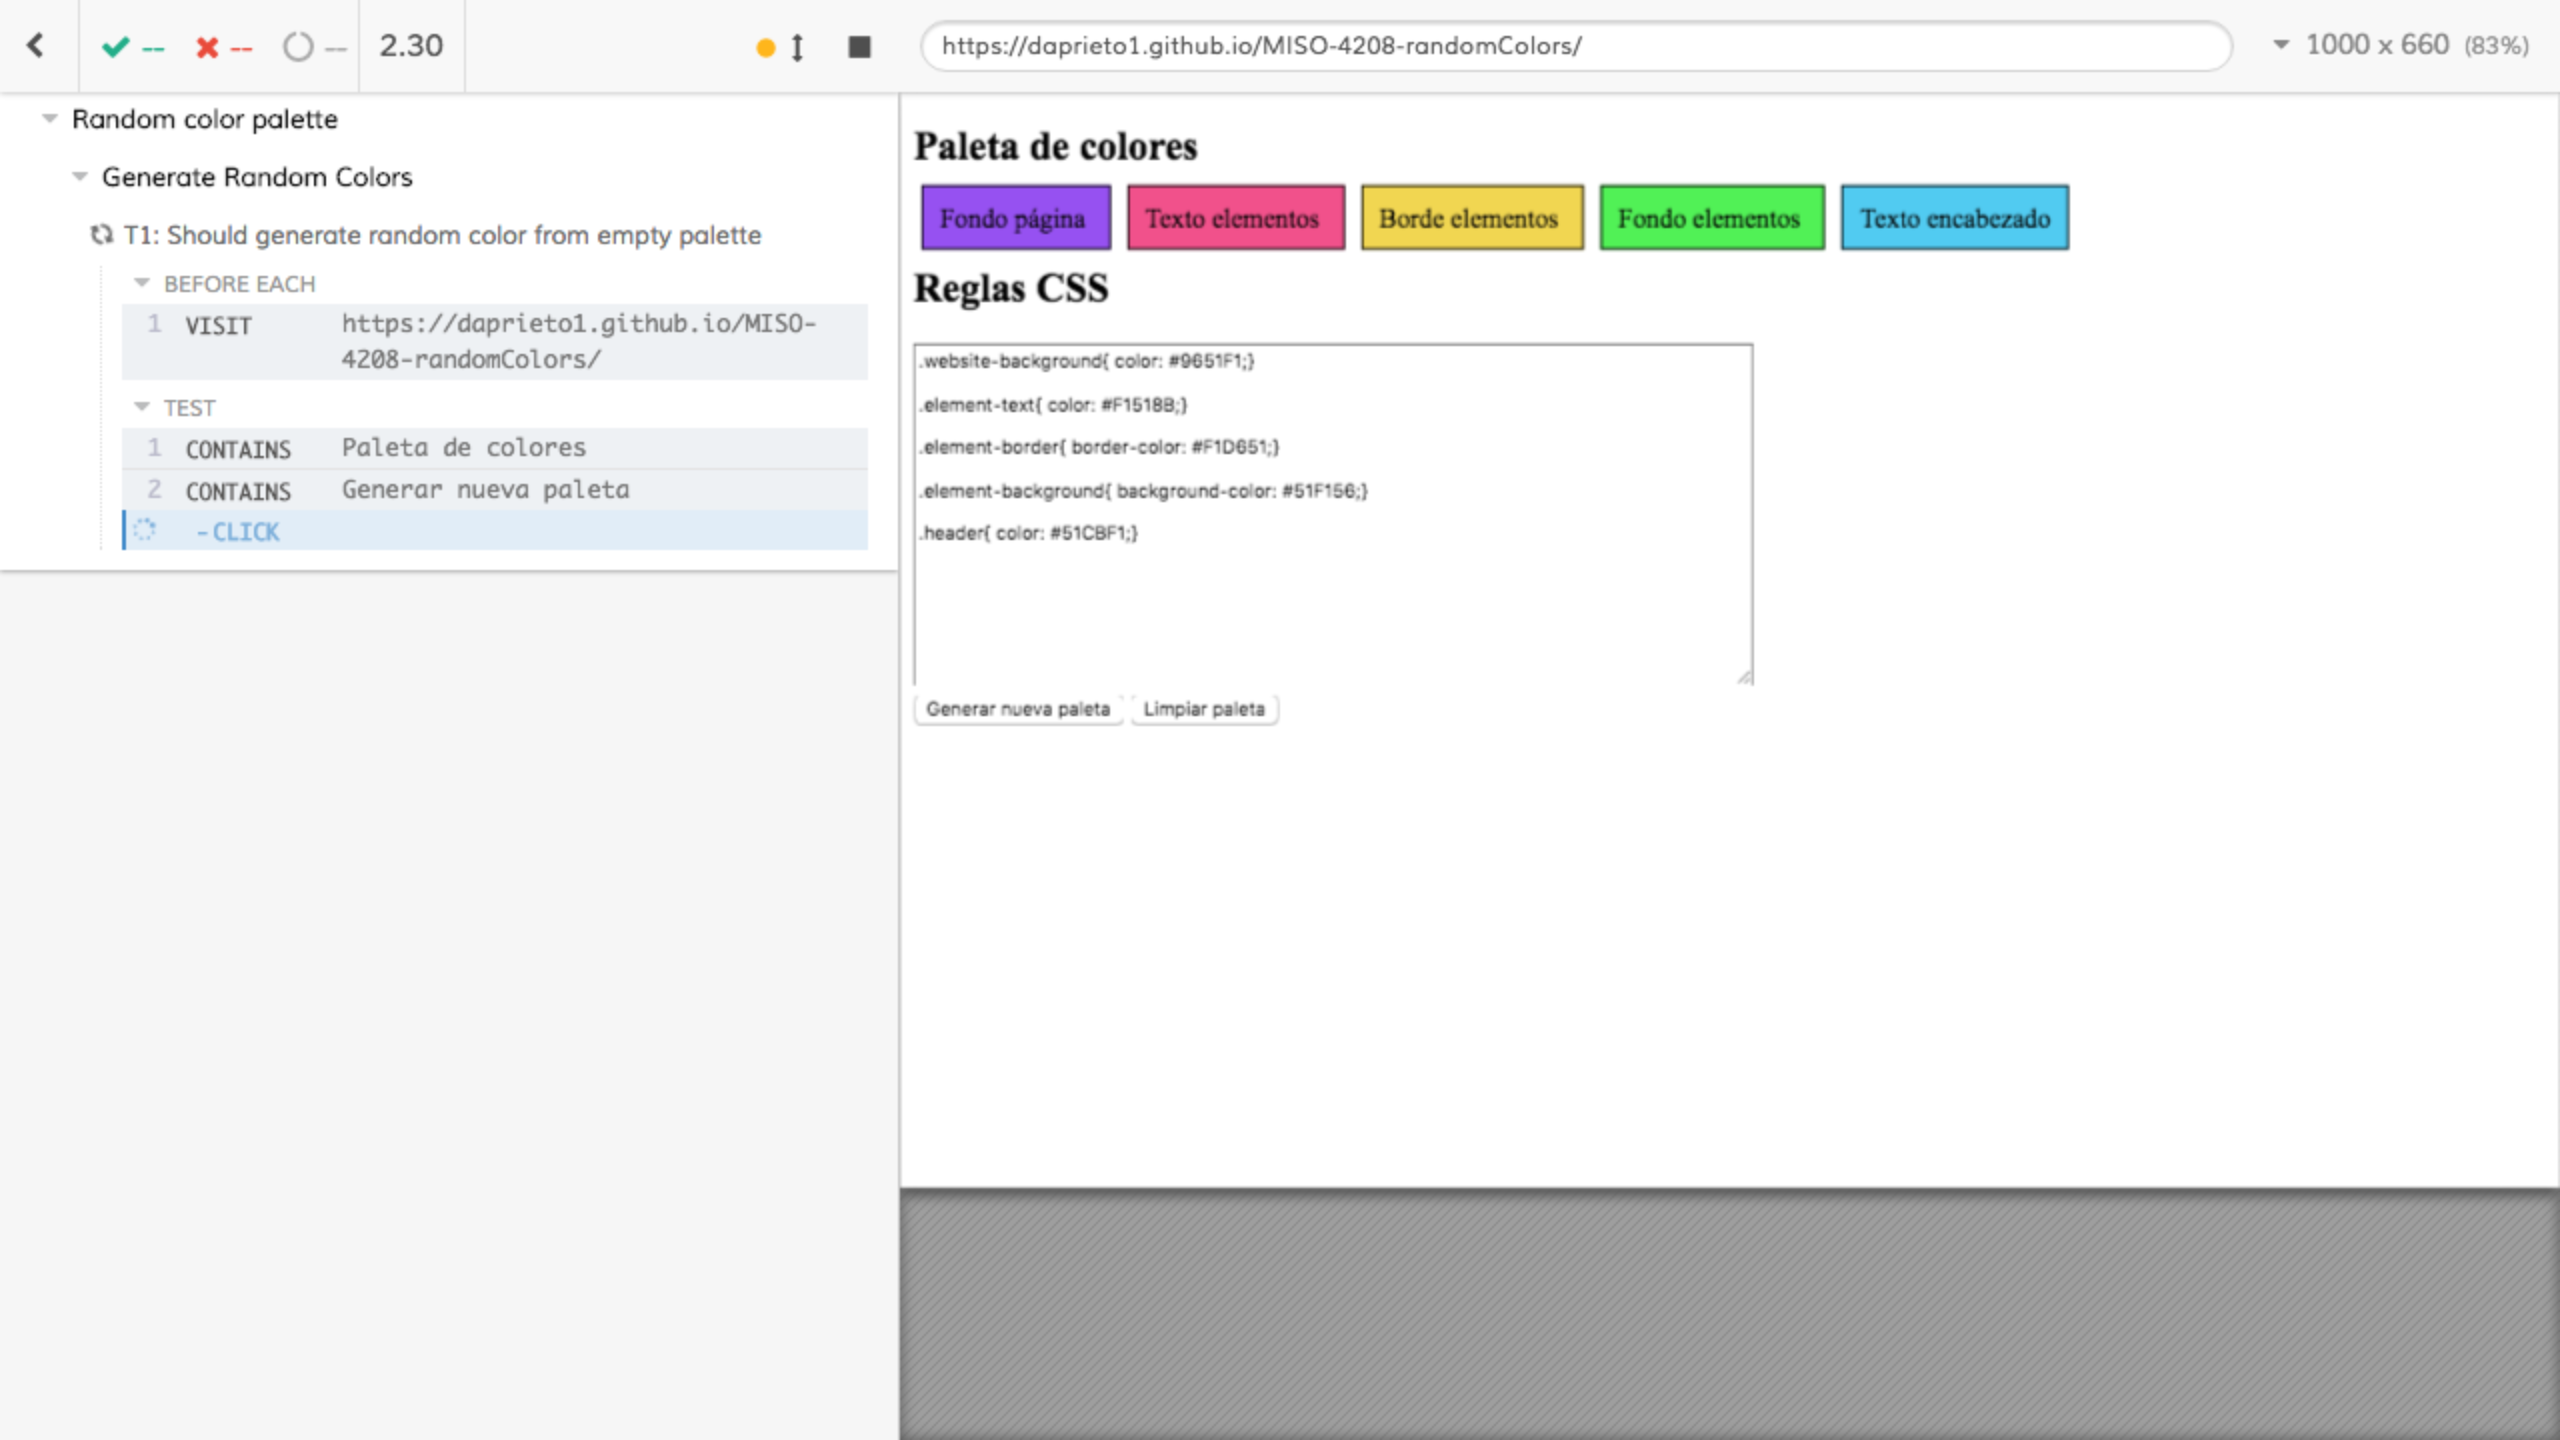 -- -- -- 2.30 https://daprieto1.github.io/MISO-4208-randomColors/ 1000 x 660 (83%)
Random color palette
Generate Random Colors
T1: Should generate random color from empty palette
BEFORE EACH
1 VISIT https://daprieto1.github.io/MISO-
4208-randomColors/
TEST
1 CONTAINS Paleta de colores
2 CONTAINS Generar nueva paleta
-CLICK
Paleta de colores
Fondo página Texto elementos Borde elementos Fondo elementos Texto encabezado
Reglas CSS
.website-background{ color: #9651F1;}
.element-text{ color: #F1518B;}
.element-border{ border-color: #F1D651;}
.element-background{ background-color: #51F156;}
.header{ color: #51CBF1;}
Generar nueva paleta Limpiar paleta